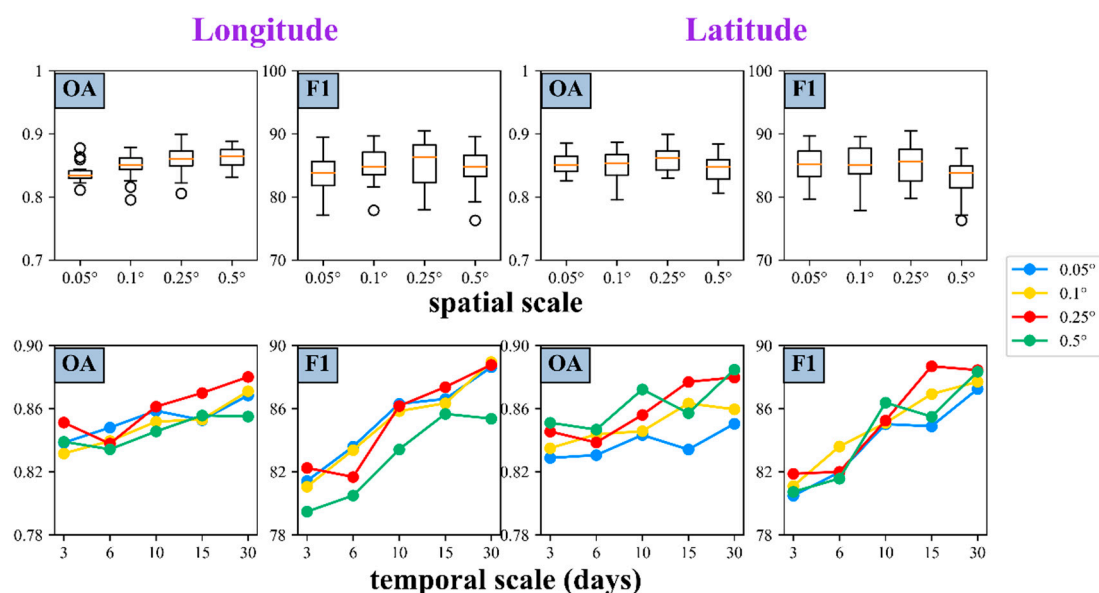 Longitude Latitude
OA F1 OA F1
1 100 1 100
0.9 90 0.9 90
0.8 80 0.8 80
0.7 70 0.7 70
0.05° 0.1° 0.25° 0.5° 0.05° 0.1° 0.25° 0.5° 0.05° 0.1° 0.25° 0.5° 0.05° 0.1° 0.25° 0.5°
spatial scale
0.05°
0.1°
0.25°
0.5°
OA F1 OA F1
0.90 90 0.90 90
0.86 86 0.86 86
0.82 82 0.82 82
0.78 78 0.78 78
3 6 10 15 30 3 6 10 15 30 3 6 10 15 30 3 6 10 15 30
temporal scale (days)